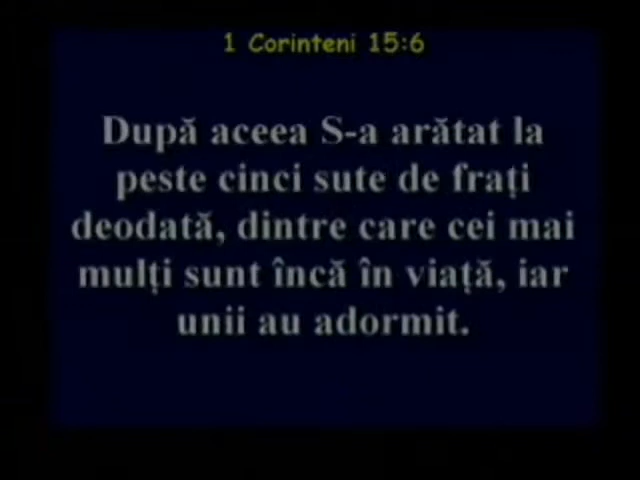 1 Corinteni 15:6
După aceea S-a arătat la
peste cinci sute de frați
deodată, dintre care cei mai
mulți sunt încă în viață, iar
unii au adormit.